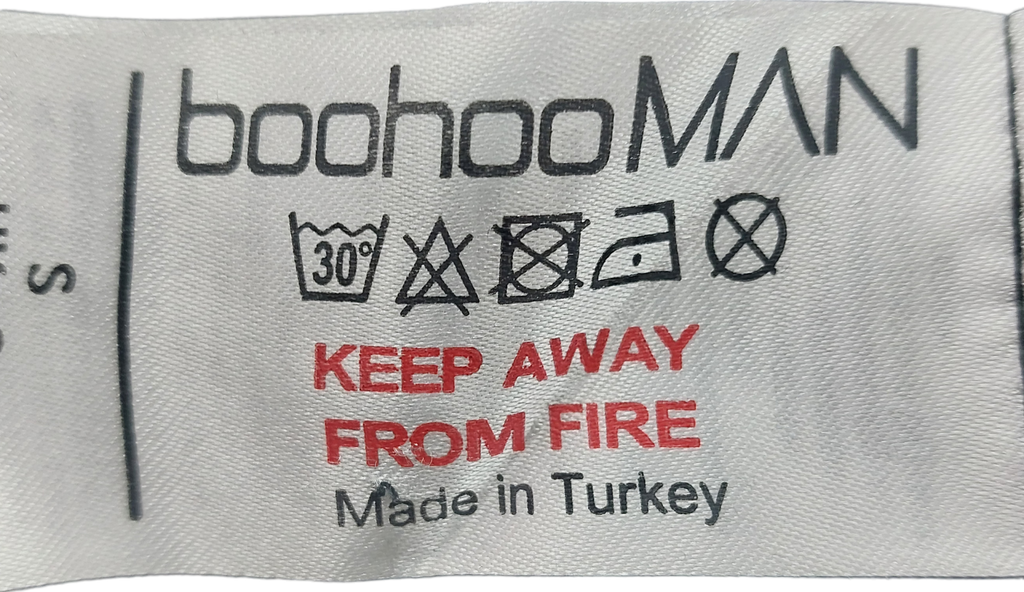 boohooMAN
30°
KEEP AWAY
FROM FIRE
Made in Turkey
S